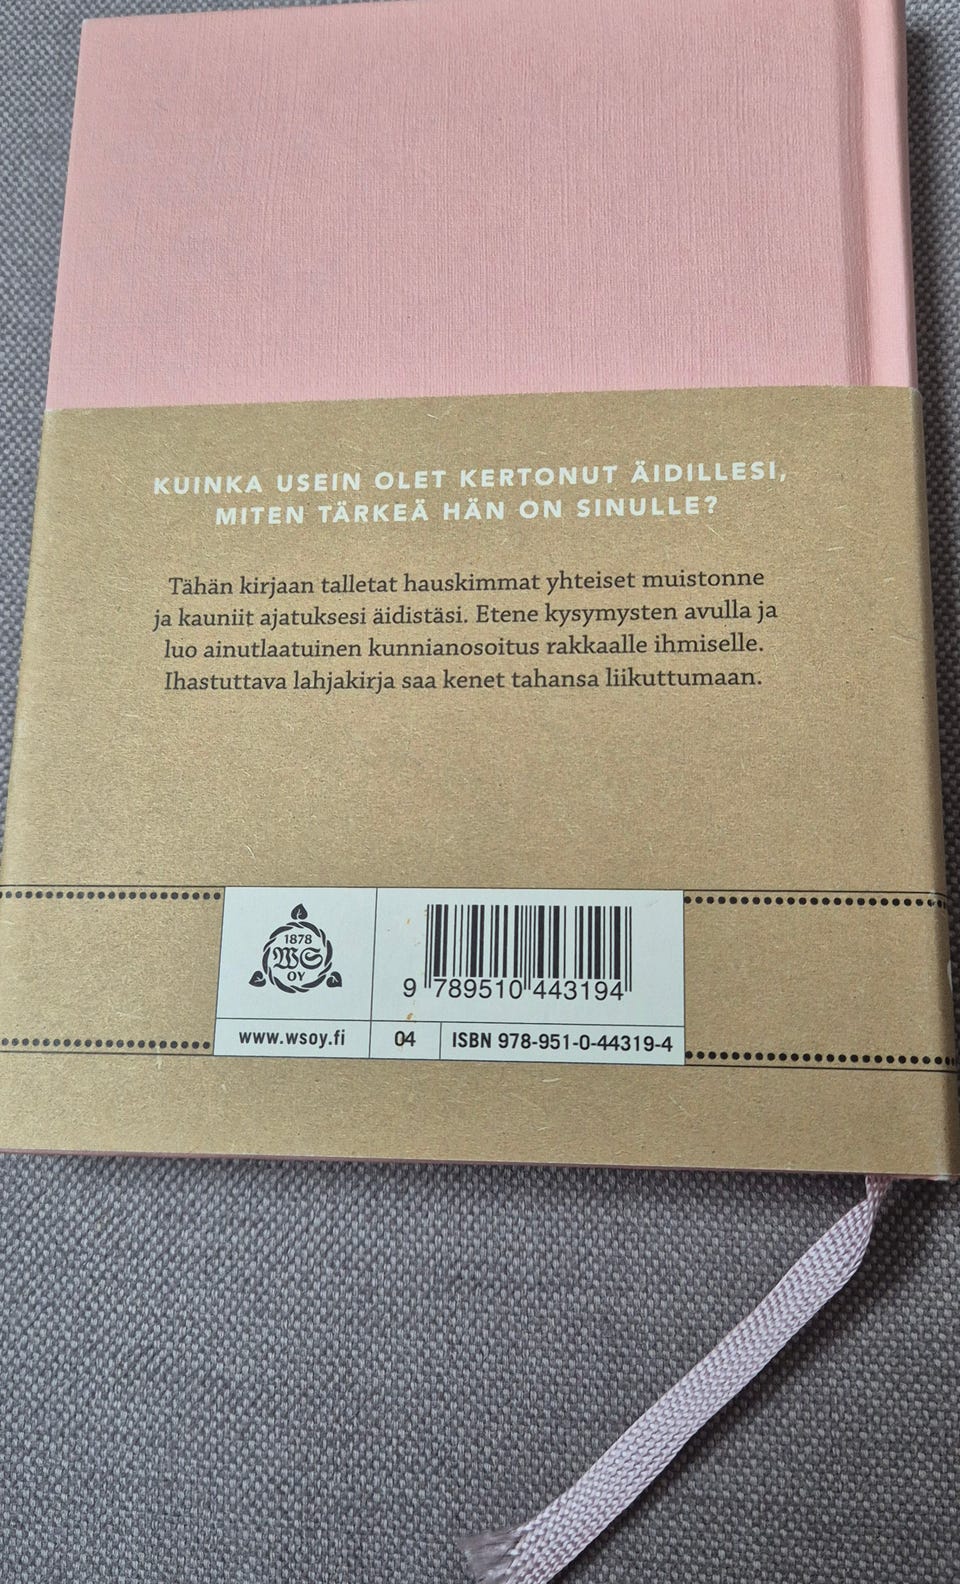 KUINKA USEIN OLET KERTONUT ÄIDILLESI,
MITEN TÄRKEÄ HÄN ON SINULLE?
Tähän kirjaan talletat hauskimmat yhteiset muistonne
ja kauniit ajatuksesi äidistäsi. Etene kysymysten avulla ja
luo ainutlaatuinen kunnianosoitus rakkaalle ihmiselle.
Ihastuttava lahjakirja saa kenet tahansa liikuttumaan.
1878
WS
OY
9 789510 443194
www.wsoy.fi
04
ISBN 978-951-0-44319-4